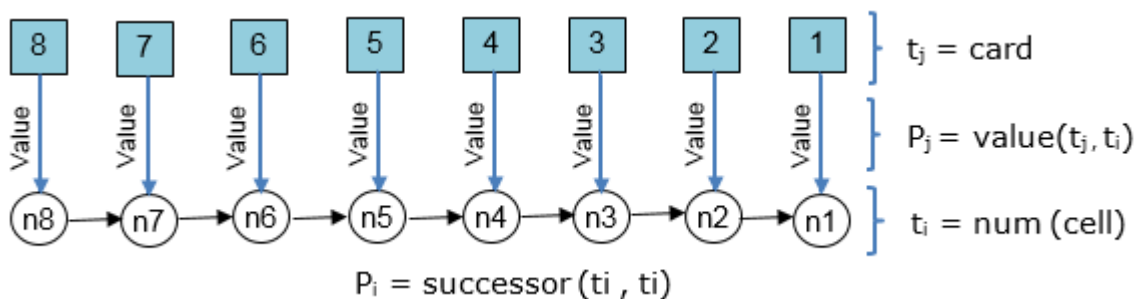 8 7 6 5 4 3 2 1 tj = card
Value Value Value Value Value Value Value Value Pj = value(tj, ti)
n8 n7 n6 n5 n4 n3 n2 n1 ti = num (cell)
Pi = successor (ti , ti)